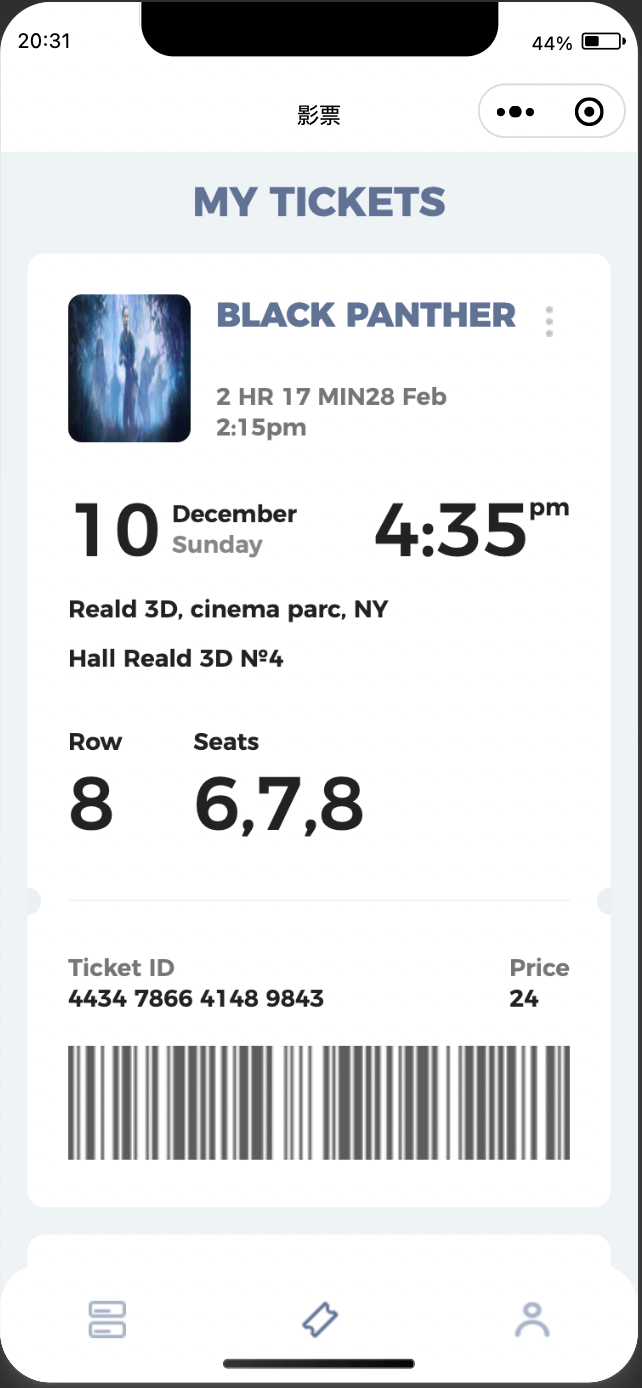 20:31
44%
影票
MY TICKETS
BLACK PANTHER
2 HR 17 MIN28 Feb
2:15pm
10 December
Sunday
4:35pm
Reald 3D, cinema parc, NY
Hall Reald 3D №4
Row Seats
8 6,7,8
Ticket ID Price
4434 7866 4148 9843 24